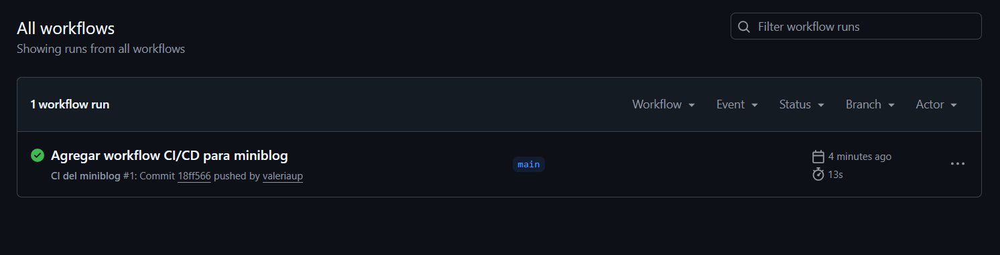 All workflows
Filter workflow runs
Showing runs from all workflows
1 workflow run
Workflow Event Status Branch Actor
Agregar workflow CI/CD para miniblog
main
4 minutes ago
CI del miniblog #1: Commit 18ff566 pushed by valeriaup
13s